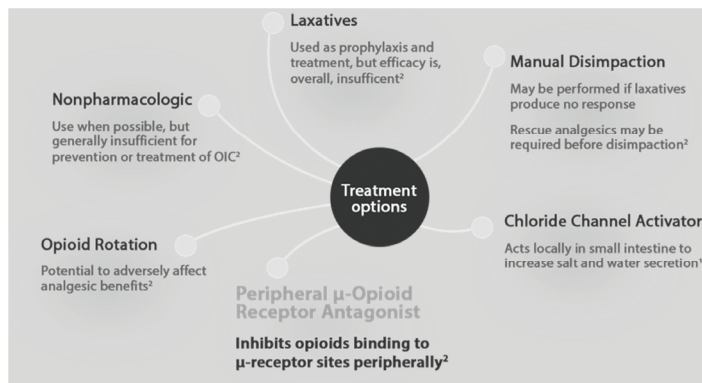 Laxatives
Used as prophylaxis and
treatment, but efficacy is,
overall, insufficent²
Manual Disimpaction
May be performed if laxatives
produce no response
Rescue analgesics may be
required before disimpaction²
Nonpharmacologic
Use when possible, but
generally insufficient for
prevention or treatment of OIC²
Treatment
options
Chloride Channel Activator
Acts locally in small intestine to
increase salt and water secretion
Opioid Rotation
Potential to adversely affect
analgesic benefits²
Peripheral μ-Opioid
Receptor Antagonist
Inhibits opioids binding to
μ-receptor sites peripherally²